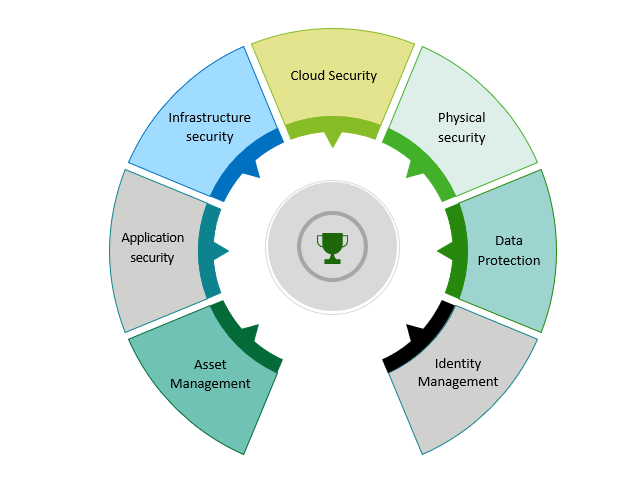 Cloud Security
Infrastructure
security
Physical
security
Application
security
Data
Protection
Asset
Management
Identity
Management